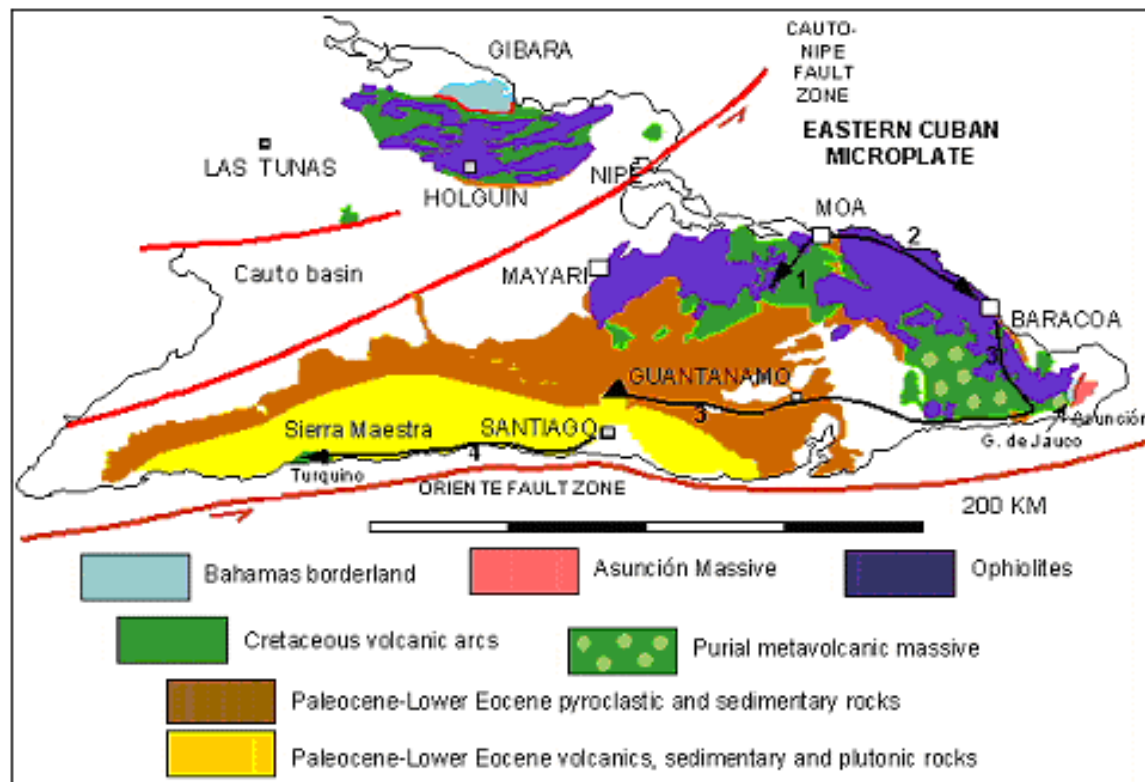 GIBARA
CAUTO-
NIPE
FAULT
ZONE
EASTERN CUBAN
MICROPLATE
LAS TUNAS
HOLGUIN
NIPE
MOA
2
Cauto basin
MAYARI
1
BARACOA
3
GUANTANAMO
3
Asunción
G. de Jauco
Sierra Maestra
SANTIAGO
4
Turquino
ORIENTE FAULT ZONE
200 KM
Bahamas borderland
Asunción Massive
Ophiolites
Cretaceous volcanic arcs
Purial metavolcanic massive
Paleocene-Lower Eocene pyroclastic and sedimentary rocks
Paleocene-Lower Eocene volcanics, sedimentary and plutonic rocks